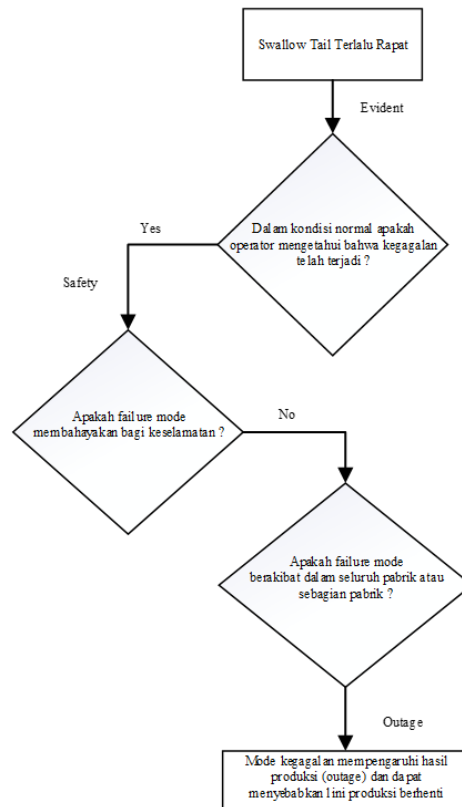 Swallow Tail Terlalu Rapat
Evident
Dalam kondisi normal apakah
operator mengetahui bahwa kegagalan
telah terjadi ?
Yes
Safety
Apakah failure mode
membahayakan bagi keselamatan ?
No
Apakah failure mode
berakibat dalam seluruh pabrik atau
sebagian pabrik ?
Outage
Mode kegagalan mempengaruhi hasil
produksi (outage) dan dapat
menyebabkan lini produksi berhenti